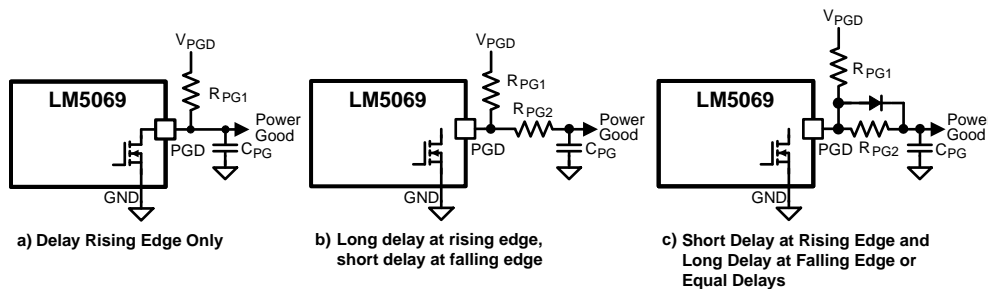 VPGD
RPG1
LM5069
PGD
Power
Good
CPG
GND
a) Delay Rising Edge Only
VPGD
RPG1
LM5069
RPG2
PGD
Power
Good
CPG
GND
b) Long delay at rising edge,
short delay at falling edge
VPGD
RPG1
LM5069
PGD
RPG2
Powe
Good
CPG
GND
c) Short Delay at Rising Edge and
Long Delay at Falling Edge or
Equal Delays